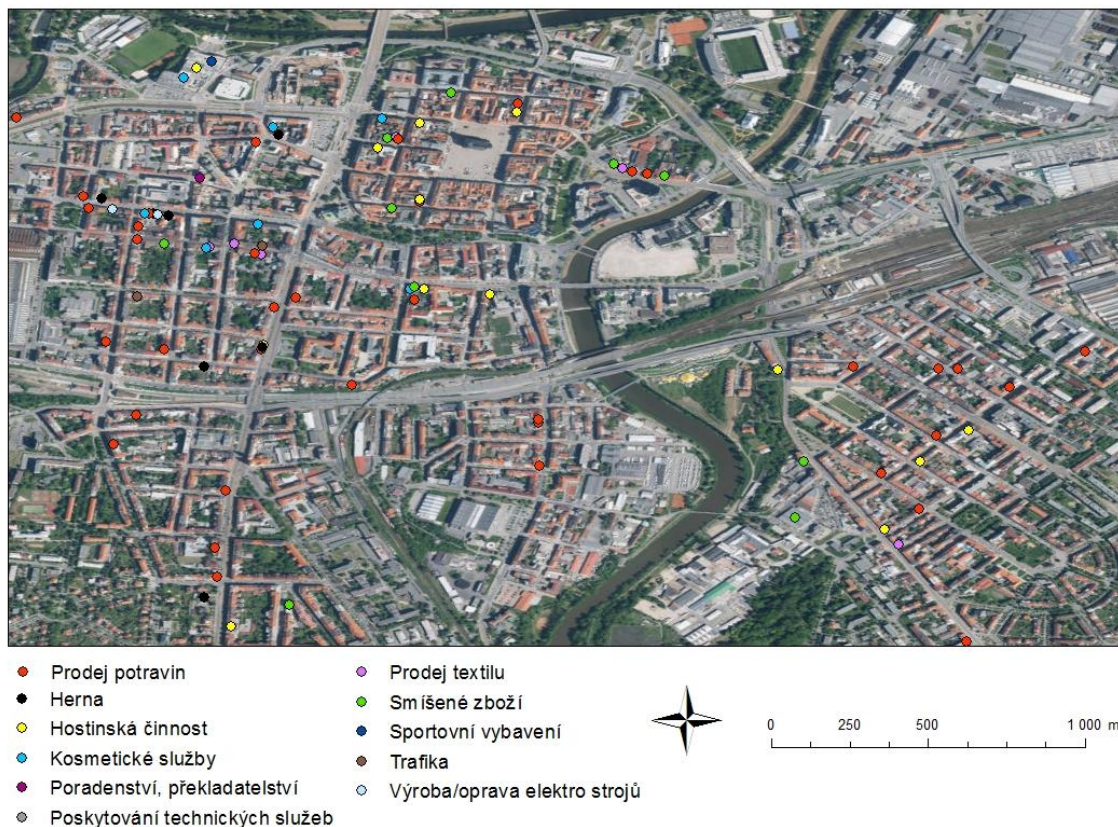 Prodej potravin
Herna
Hostinská činnost
Kosmetické služby
Poradenství, překladatelství
Poskytování technických služeb
Prodej textilu
Smíšené zboží
Sportovní vybavení
Trafika
Výroba/oprava elektro strojů
0 250 500 1 000 m